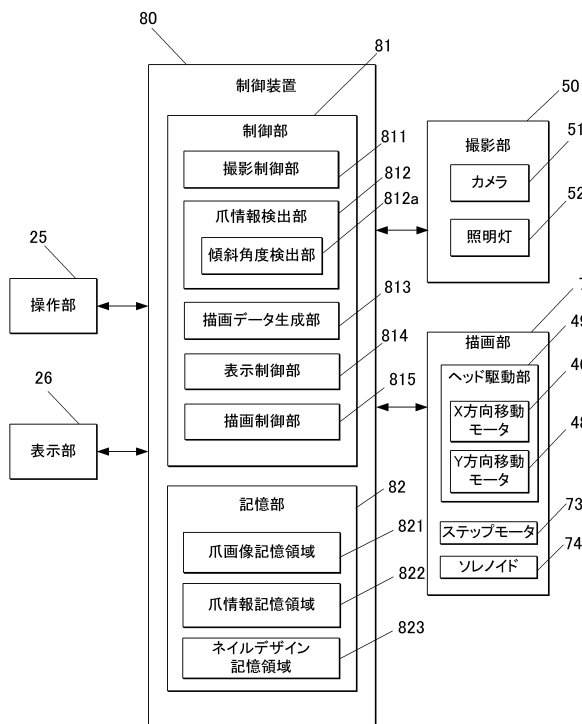 80
制御装置
81
制御部
811
撮影制御部
812
爪情報検出部
812a
傾斜角度検出部
813
描画データ生成部
814
表示制御部
815
描画制御部
82
記憶部
821
爪画像記憶領域
822
爪情報記憶領域
823
ネイルデザイン
記憶領域
25
操作部
26
表示部
50
撮影部
51
カメラ
52
照明灯
描画部
49
ヘッド駆動部
46
X方向移動
モータ
48
Y方向移動
モータ
73
ステップモータ
74
ソレノイド